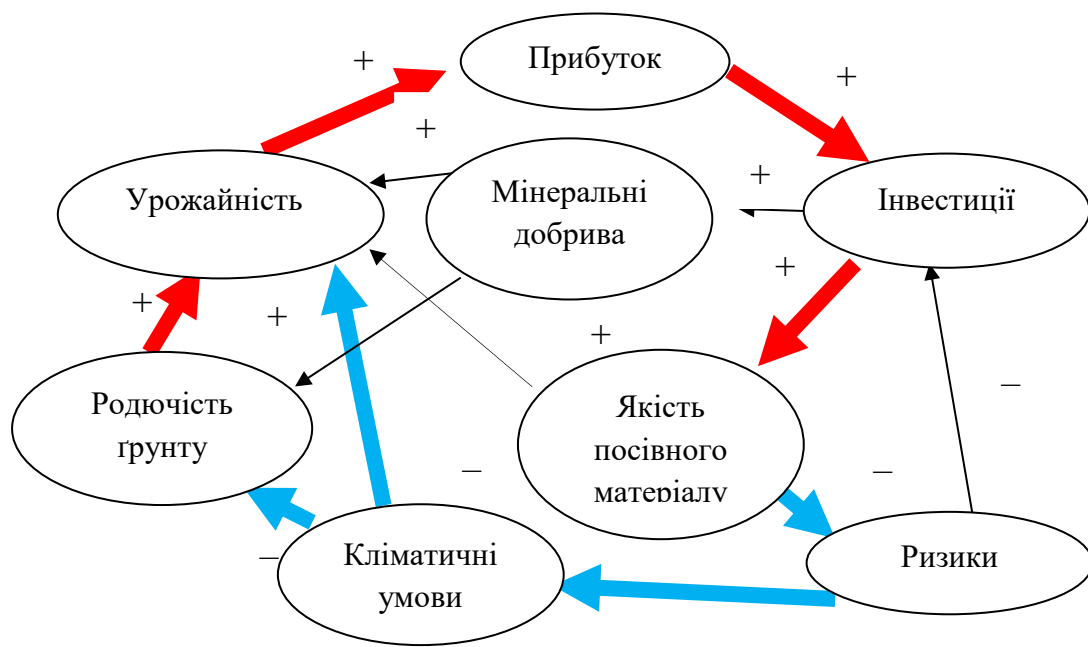 Прибуток
+
+
+
Урожайність
Мінеральні
добрива
+
Інвестиції
+
+
+
+
Родючість
ґрунту
Якість
посівного
матеріалу
–
–
–
–
Кліматичні
умови
Ризики